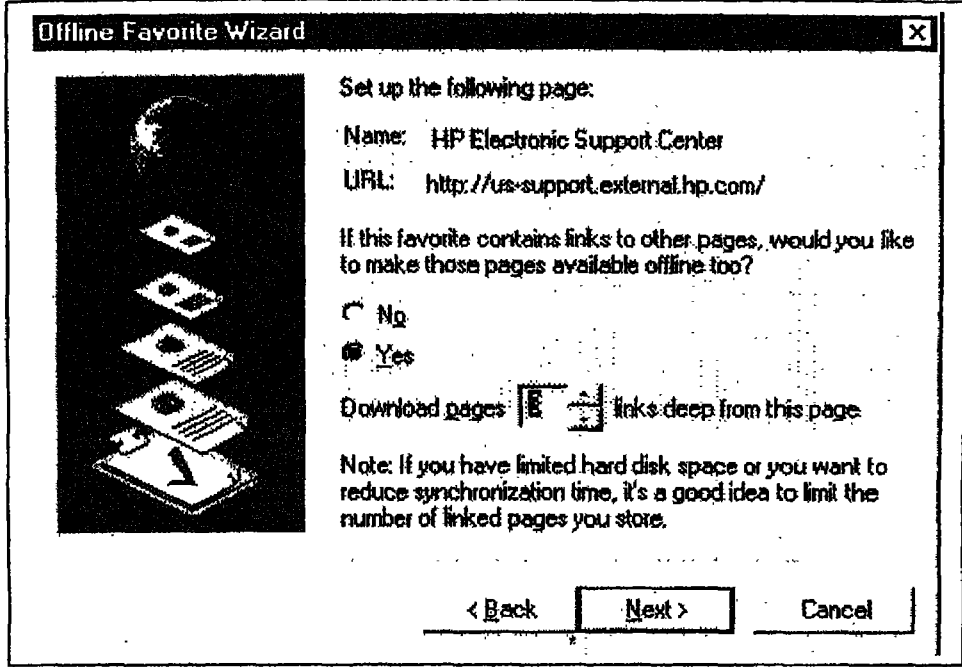 Offline Favorite Wizard
Set up the following page:
Name: HP Electronic Support Center
URL: http://us-support.external.hp.com/
If this favorite contains links to other pages, would you like
to make those pages available offline too?
No
Yes
Download pages links deep from this page
Note: If you have limited hard disk space or you want to
reduce synchronization time, it's a good idea to limit the
number of linked pages you store.
< Back
Next >
Cancel